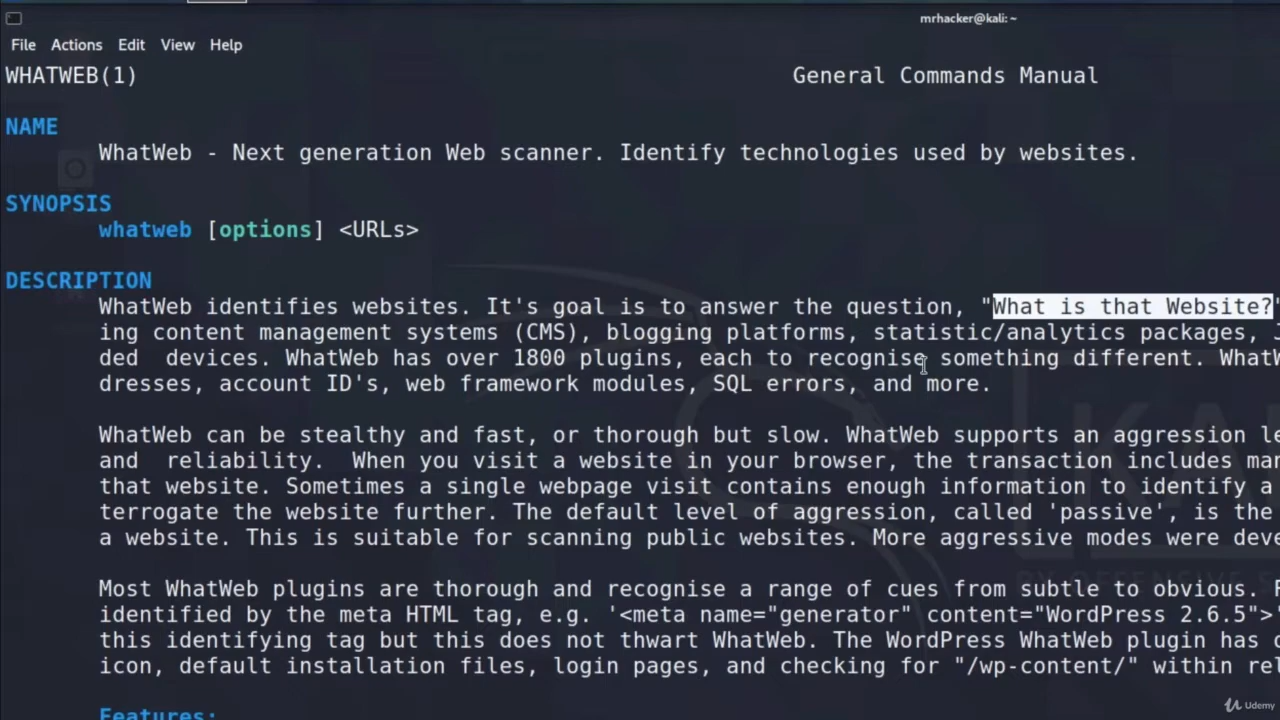 mrhacker@kali: ~
File Actions Edit View Help
WHATWEB(1) General Commands Manual
NAME
WhatWeb - Next generation Web scanner. Identify technologies used by websites.
SYNOPSIS
whatweb [options] <URLs>
DESCRIPTION
WhatWeb identifies websites. It's goal is to answer the question, "What is that Website?"
ing content management systems (CMS), blogging platforms, statistic/analytics packages,
ded devices. WhatWeb has over 1800 plugins, each to recognise something different. WhatW
dresses, account ID's, web framework modules, SQL errors, and more.
WhatWeb can be stealthy and fast, or thorough but slow. WhatWeb supports an aggression le
and reliability. When you visit a website in your browser, the transaction includes man
that website. Sometimes a single webpage visit contains enough information to identify a
terrogate the website further. The default level of aggression, called 'passive', is the
a website. This is suitable for scanning public websites. More aggressive modes were deve
Most WhatWeb plugins are thorough and recognise a range of cues from subtle to obvious.
identified by the meta HTML tag, e.g. '<meta name="generator" content="WordPress 2.6.5">'
this identifying tag but this does not thwart WhatWeb. The WordPress WhatWeb plugin has
icon, default installation files, login pages, and checking for "/wp-content/" within rel
Features:
Udemy